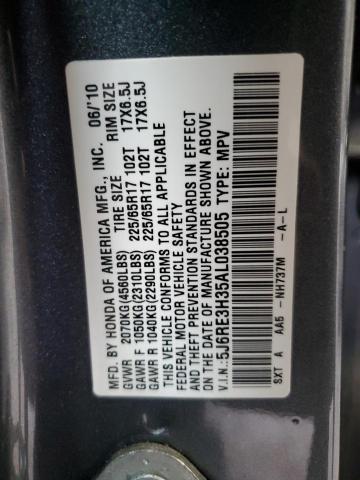 MFD. BY HONDA OF AMERICA MFG., INC. 06/'10
TIRE SIZE RIM SIZE
GVWR 2070KG(4560LBS)
GAWR F 1050KG(2310LBS) 225/65R17 102T 17X6.5J
GAWR R 1040KG(2290LBS) 225/65R17 102T 17X6.5J
THIS VEHICLE CONFORMS TO ALL APPLICABLE
FEDERAL MOTOR VEHICLE SAFETY
AND THEFT PREVENTION STANDARDS IN EFFECT
ON THE DATE OF MANUFACTURE SHOWN ABOVE.
V.I.N.-5J6RE3H35AL038505 TYPE: MPV
SXT A AA5 -NH737M -A-L